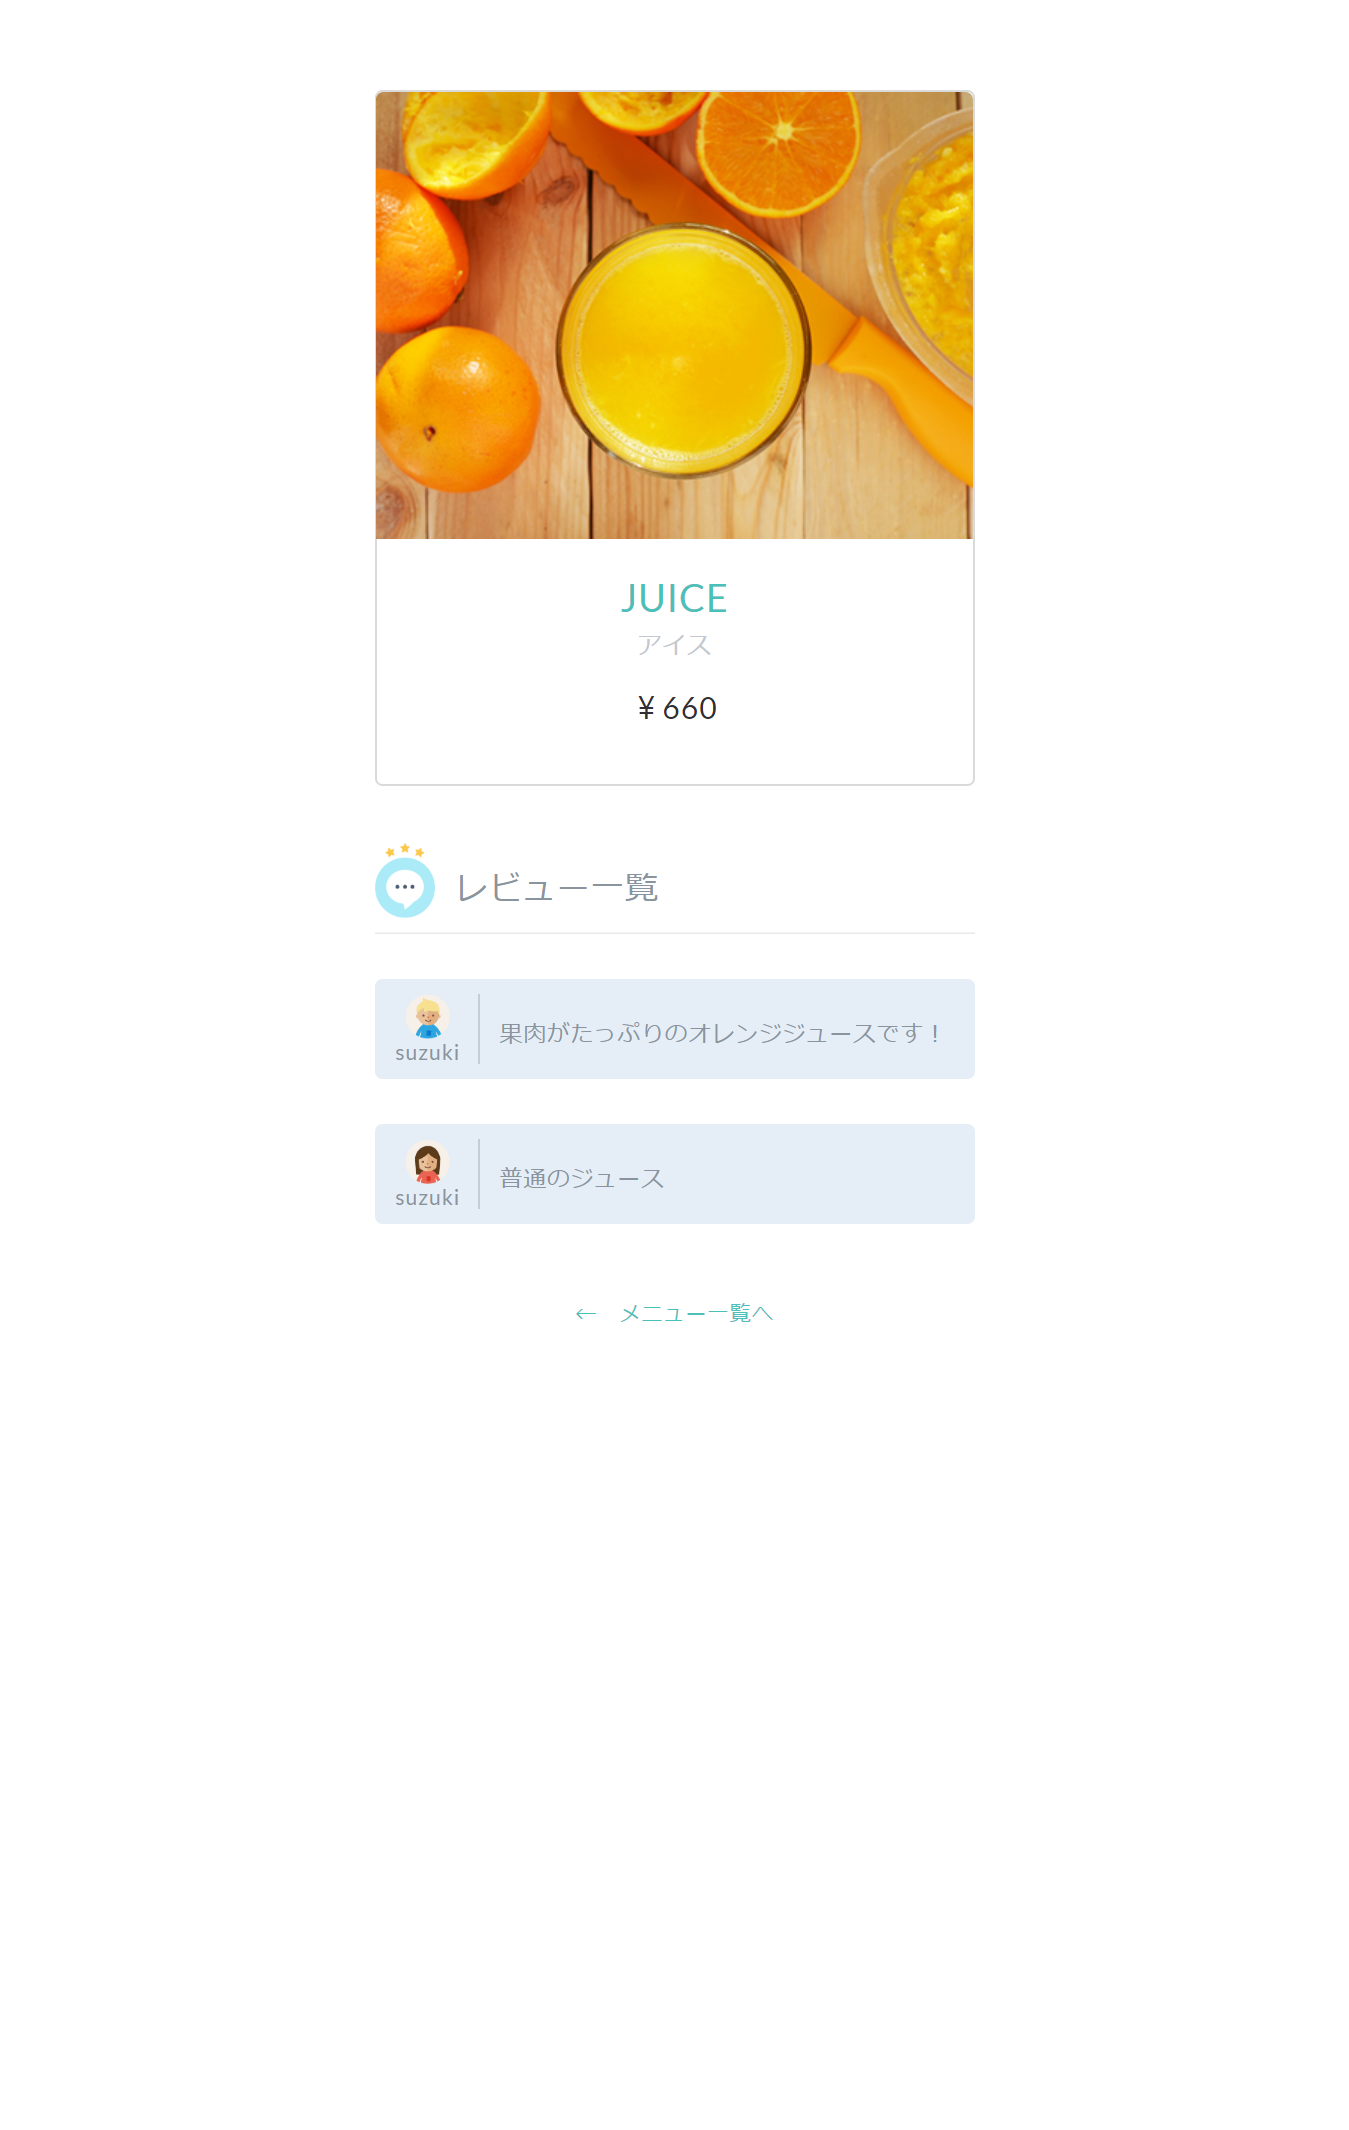 JUICE
アイス
¥ 660
レビュー一覧
suzuki
果肉がたっぷりのオレンジジュースです！
suzuki
普通のジュース
← メニュー一覧へ